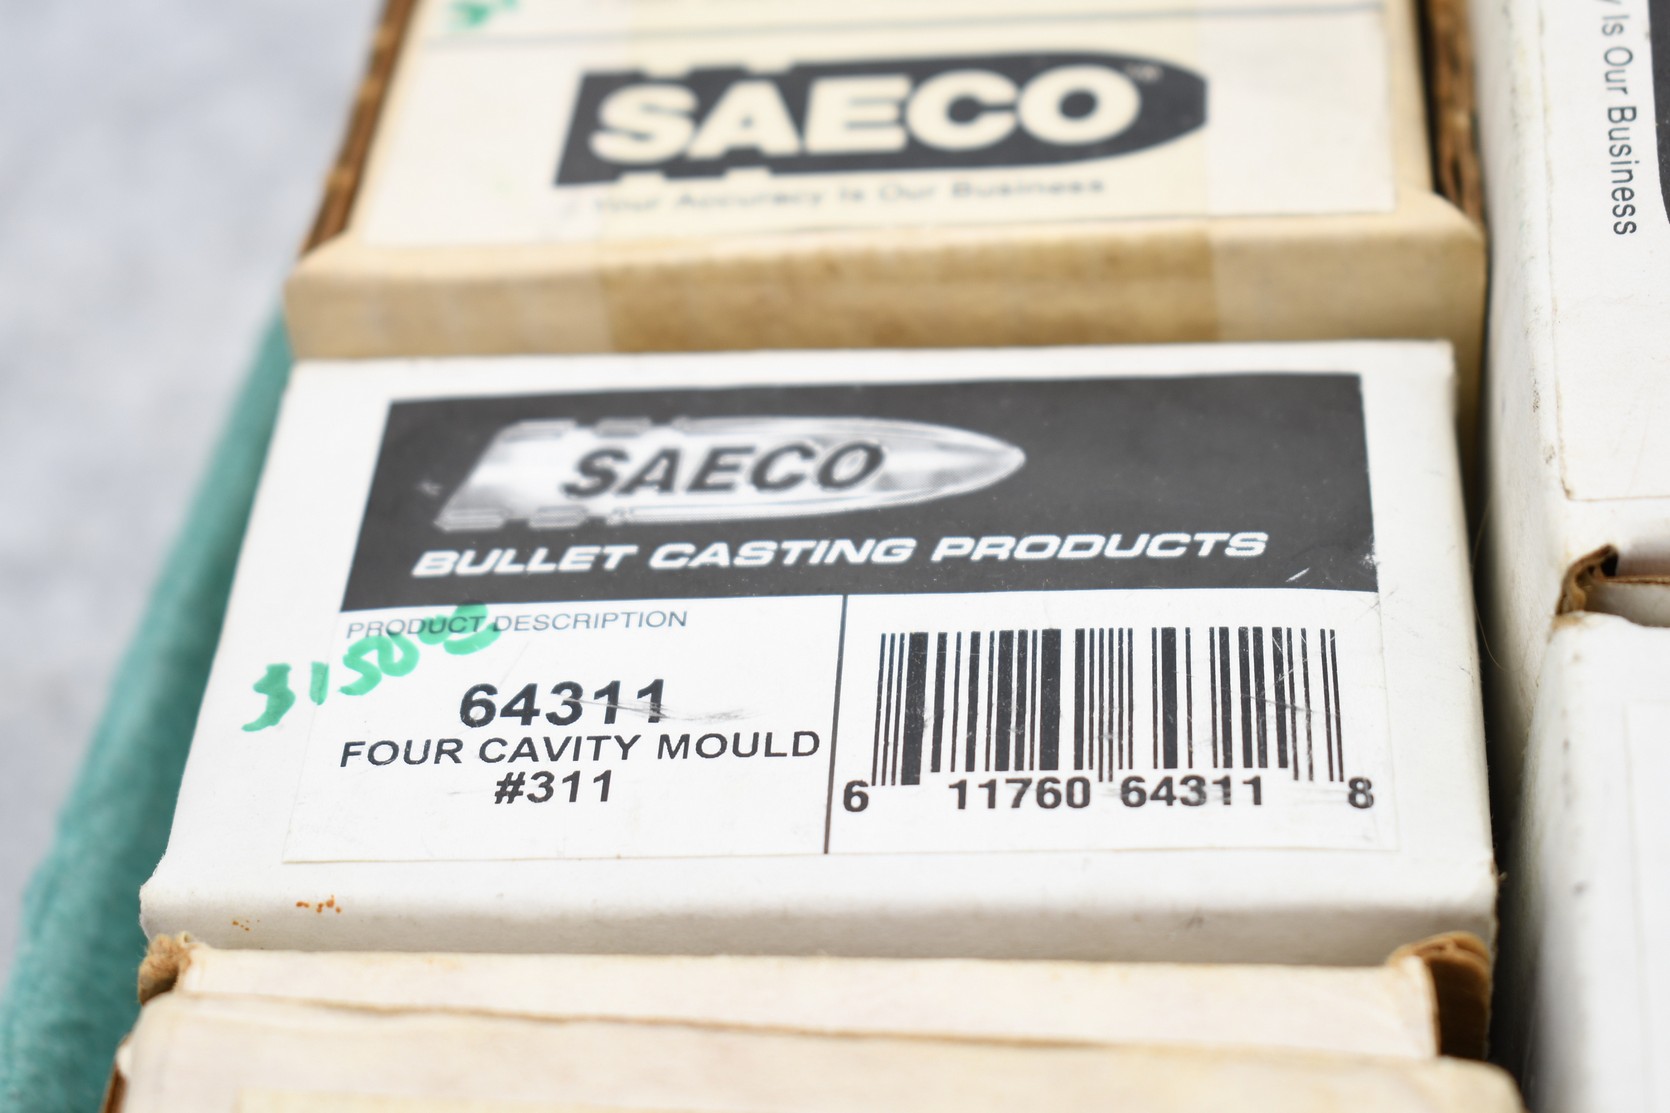 SAECO
Your Accuracy Is Our Business
Is Our Business
SAECO
BULLET CASTING PRODUCTS
PRODUCT DESCRIPTION
64311
FOUR CAVITY MOULD
#311
6 11760 64311 8